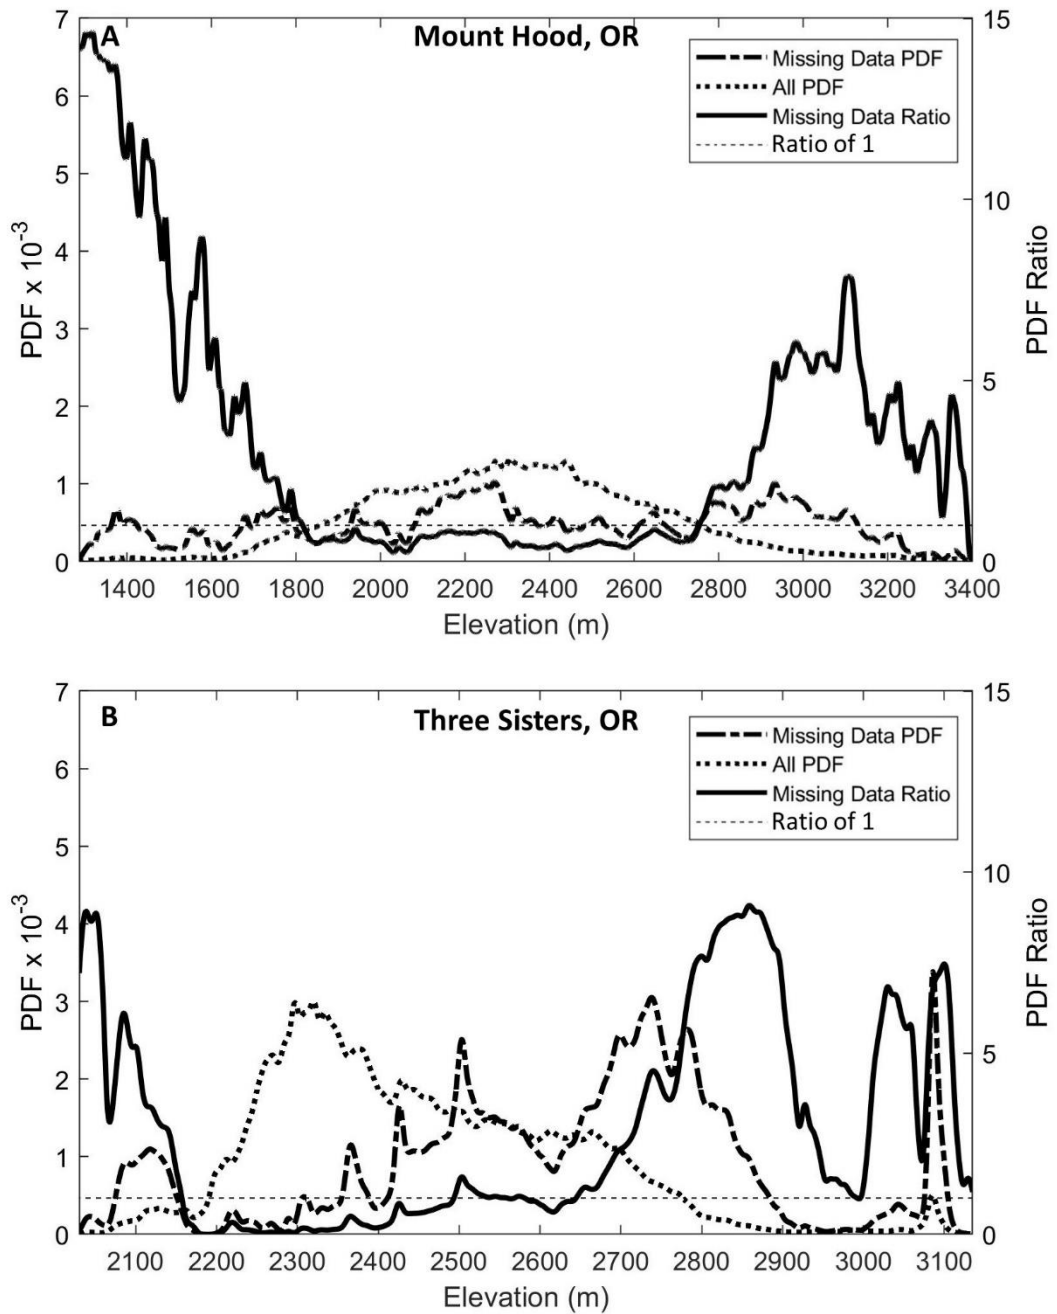 A
Mount Hood, OR
Missing Data PDF
All PDF
Missing Data Ratio
Ratio of 1
7
6
5
4
3
2
1
0
PDF x 10⁻³
15
10
5
0
PDF Ratio
1400 1600 1800 2000 2200 2400 2600 2800 3000 3200 3400
Elevation (m)
B
Three Sisters, OR
Missing Data PDF
All PDF
Missing Data Ratio
Ratio of 1
7
6
5
4
3
2
1
0
PDF x 10⁻³
15
10
5
0
PDF Ratio
2100 2200 2300 2400 2500 2600 2700 2800 2900 3000 3100
Elevation (m)